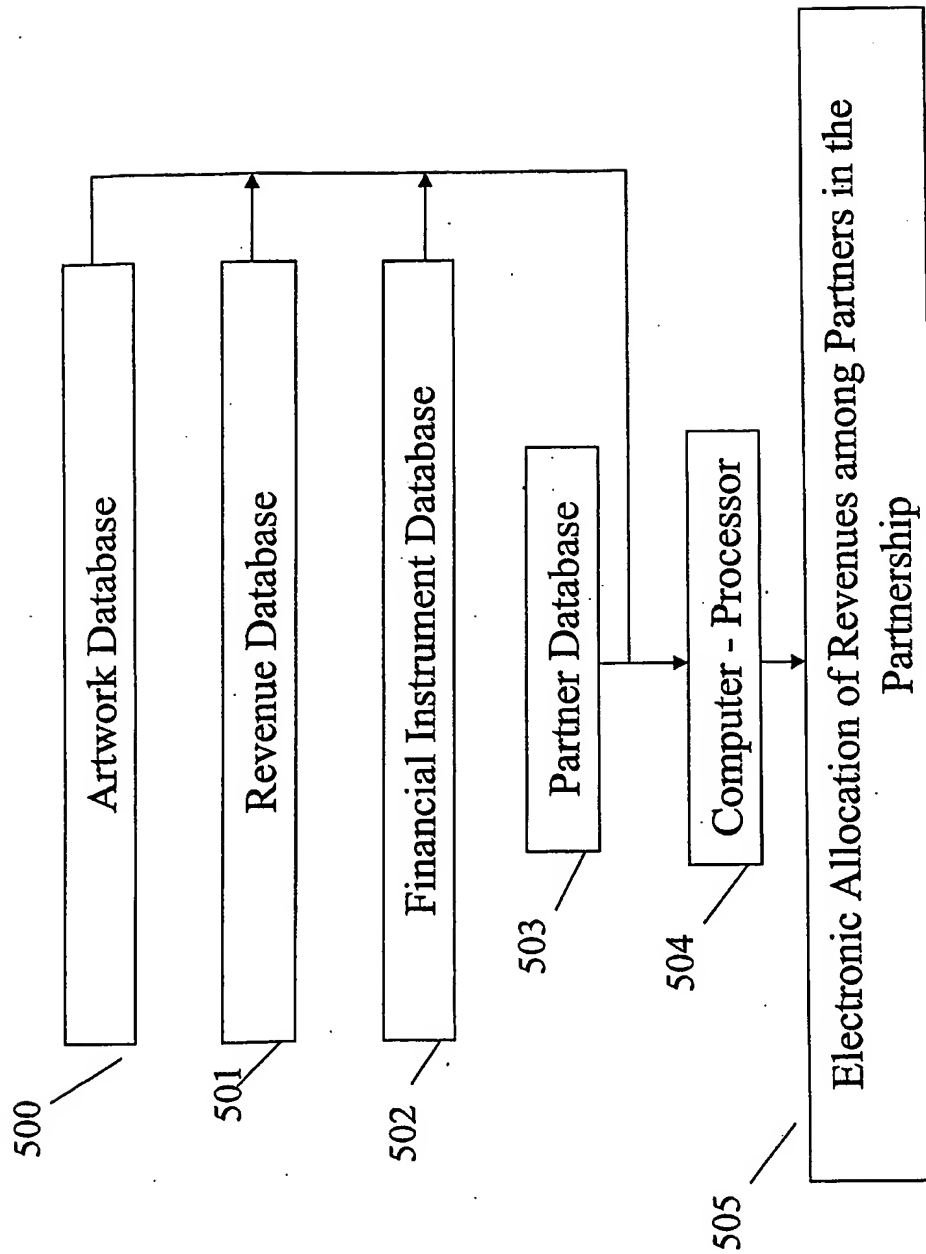 500
Artwork Database
501
Revenue Database
502
Financial Instrument Database
503
Partner Database
504
Computer - Processor
505
Electronic Allocation of Revenues among Partners in the
Partnership